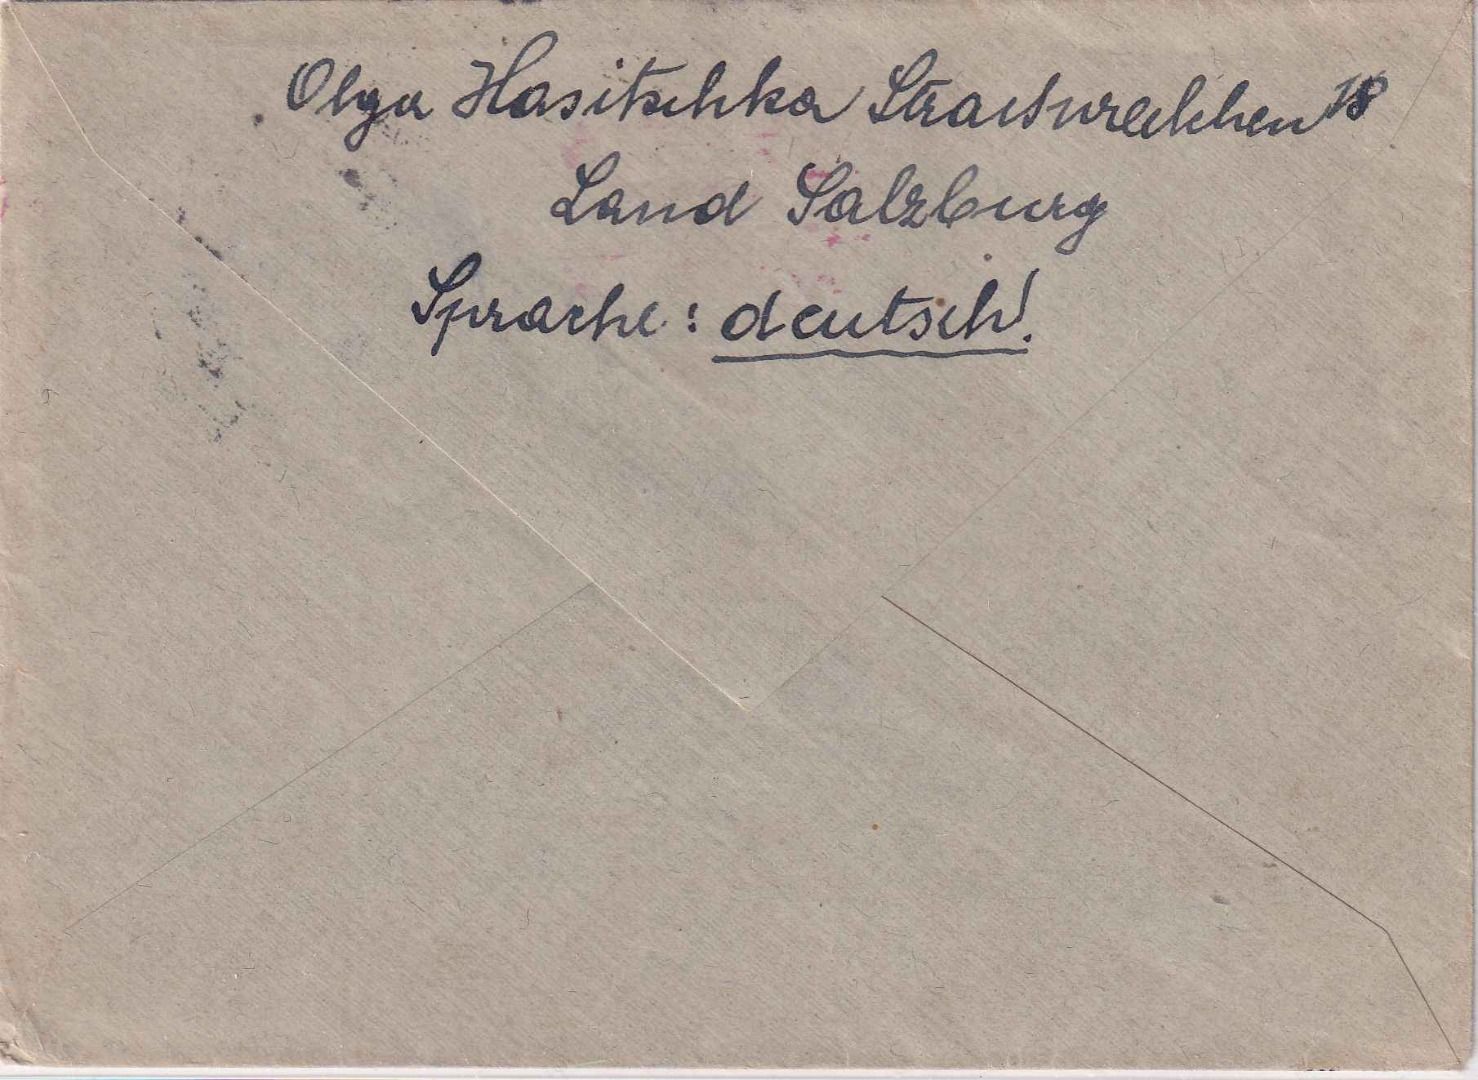 Olga Hasitschka Strasswalchen 18
Land Salzburg
Sprache: deutsch!